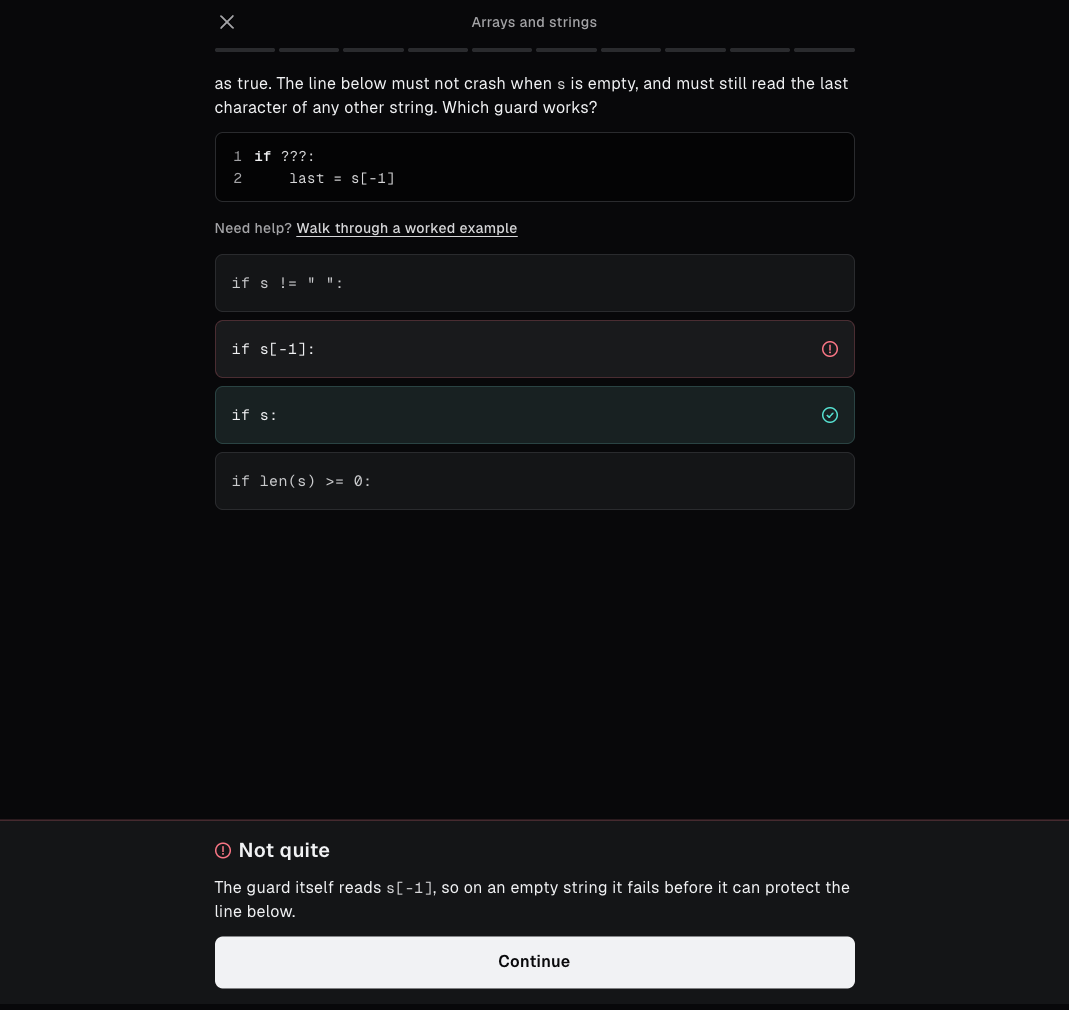 Arrays and strings
as true. The line below must not crash when s is empty, and must still read the last
character of any other string. Which guard works?
1 if ???:
2     last = s[-1]
Need help? Walk through a worked example
if s != " ":
if s[-1]:
if s:
if len(s) >= 0:
Not quite
The guard itself reads s[-1], so on an empty string it fails before it can protect the
line below.
Continue